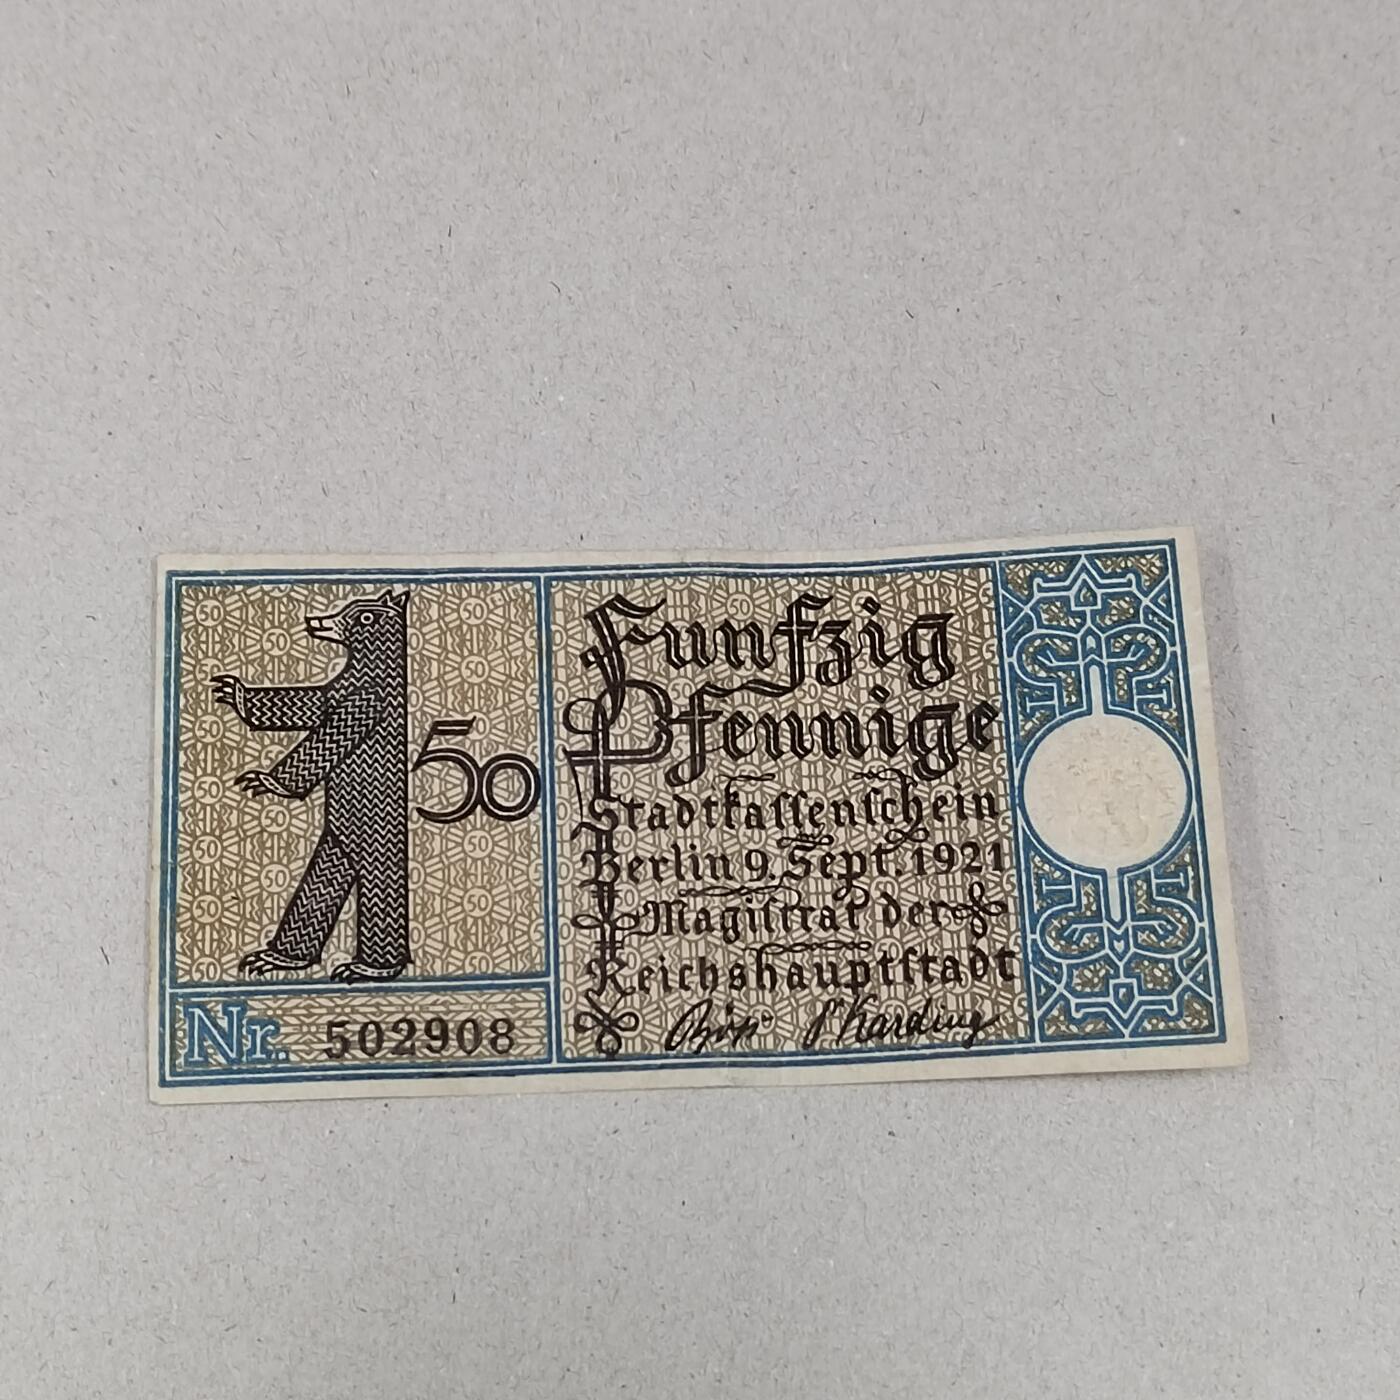 50
Nr. 502908
Funfzig
Pfennige
Stadtkaſſenſchein
Berlin 9. Sept. 1921
Magiſtrat der
Reichshauptſtadt